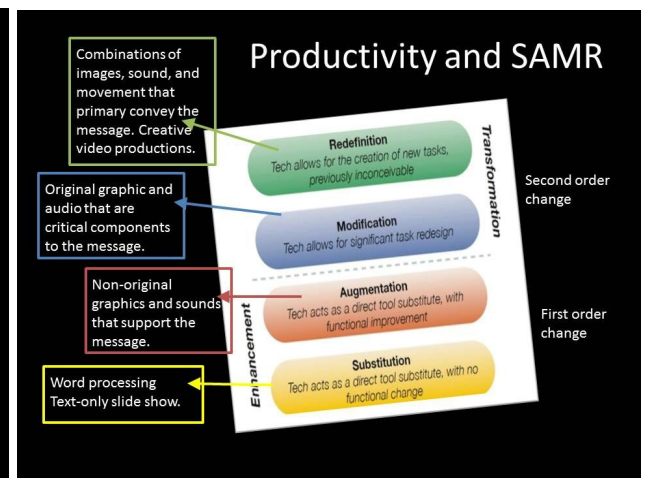 Productivity and SAMR
Combinations of
images, sound, and
movement that
primary convey the
message. Creative
video productions.
Redefinition
Tech allows for the creation of new tasks,
previously inconceivable
Transformation
Second order
change
Original graphic and
audio that are
critical components
to the message.
Modification
Tech allows for significant task redesign
Non-original
graphics and sounds
that support the
message.
Augmentation
Tech acts as a direct tool substitute, with
functional improvement
Enhancement
First order
change
Word processing
Text-only slide show.
Substitution
Tech acts as a direct tool substitute, with no
functional change